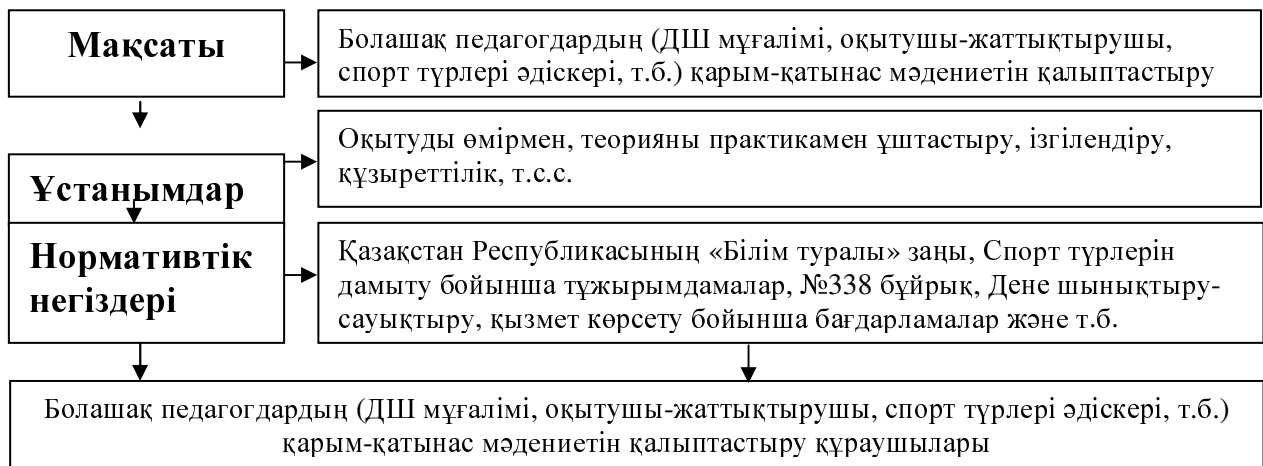 Мақсаты
Болашақ педагогдардың (ДШ мұғалімі, оқытушы-жаттықтырушы,
спорт түрлері әдіскері, т.б.) қарым-қатынас мәдениетін қалыптастыру
Ұстанымдар
Оқытуды өмірмен, теорияны практикамен ұштастыру, ізгілендіру,
құзыреттілік, т.с.с.
Нормативтік
негіздері
Қазақстан Республикасының «Білім туралы» заңы, Спорт түрлерін
дамыту бойынша тұжырымдамалар, №338 бұйрық, Дене шынықтыру-
сауықтыру, қызмет көрсету бойынша бағдарламалар және т.б.
Болашақ педагогдардың (ДШ мұғалімі, оқытушы-жаттықтырушы, спорт түрлері әдіскері, т.б.)
қарым-қатынас мәдениетін қалыптастыру құраушылары